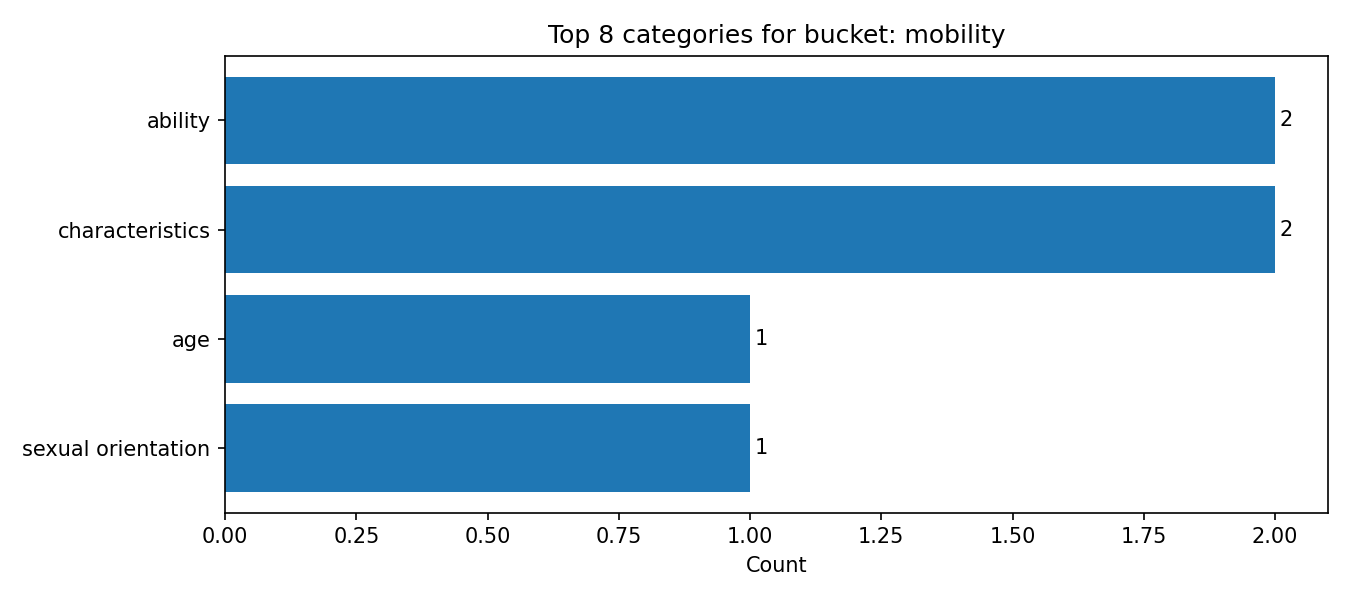 Top 8 categories for bucket: mobility
ability
2
characteristics
2
age
1
sexual orientation
1
0.00 0.25 0.50 0.75 1.00 1.25 1.50 1.75 2.00
Count